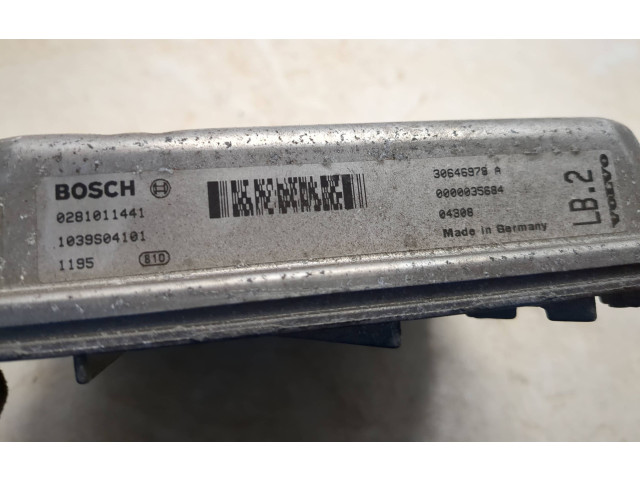 BOSCH
0281011441
1039S04101
1195 810
30646978 A
0000035684
04308
Made in Germany
LB.2
VOLVO